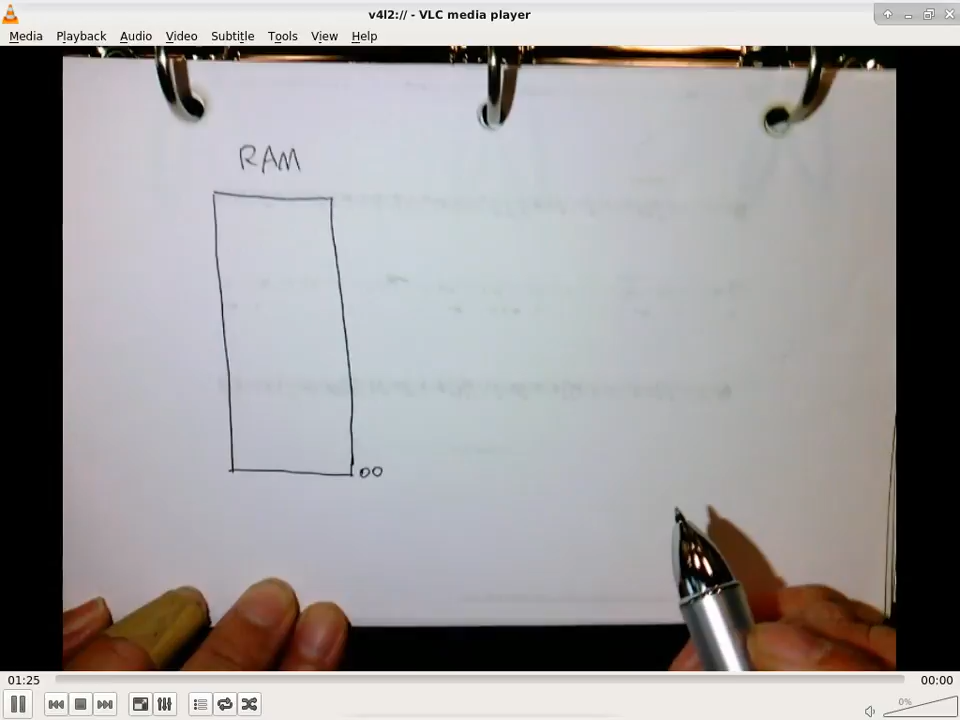 v4l2:// - VLC media player
Media Playback Audio Video Subtitle Tools View Help
RAM
00
01:25 00:00
0%